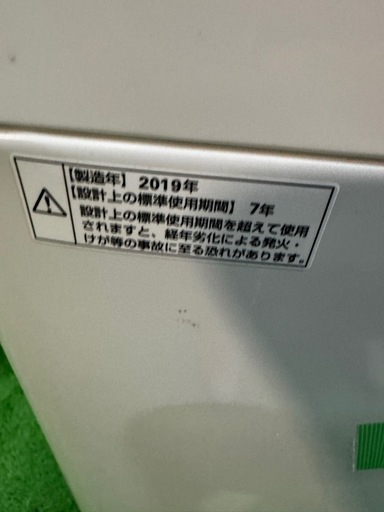 【製造年】 2019年
【設計上の標準使用期間】 7年
設計上の標準使用期間を超えて使用
されますと、経年劣化による発火・
けが等の事故に至る恐れがあります。